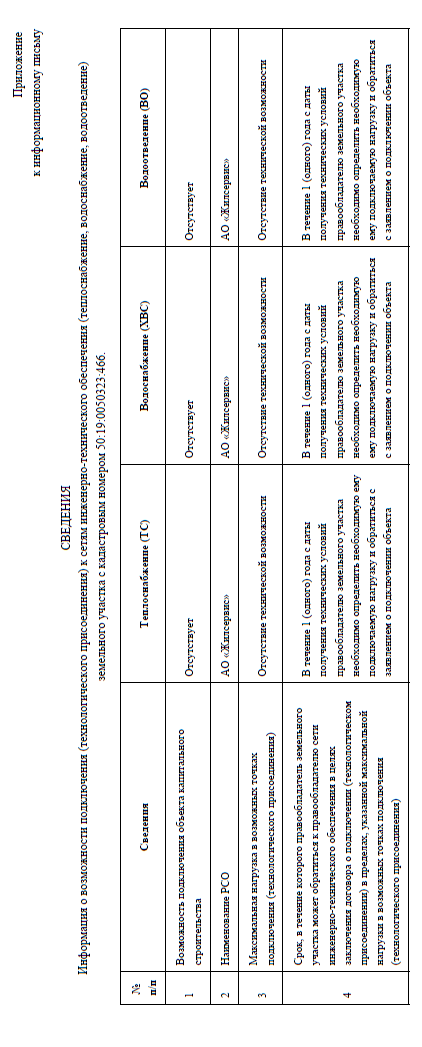 Приложение
к информационному письму
СВЕДЕНИЯ
Информация о возможности подключения (технологического присоединения) к сетям инженерно-технического обеспечения (теплоснабжение, водоснабжение, водоотведение)
земельного участка с кадастровым номером 50:19:0050323:466.
№
п/п
Сведения
Теплоснабжение (ТС)
Водоснабжение (ХВС)
Водоотведение (ВО)
1
Возможность подключения объекта капитального
строительства
Отсутствует
Отсутствует
Отсутствует
2
Наименование РСО
АО «Жилсервис»
АО «Жилсервис»
АО «Жилсервис»
3
Максимальная нагрузка в возможных точках
подключения (технологического присоединения)
Отсутствие технической возможности
Отсутствия технической возможности
Отсутствие технической возможности
4
Срок, в течение которого правообладатель земельного
участка может обратиться к правообладателю сети
инженерно-технического обеспечения в целях
заключения договора о подключении (технологическом
присоединении) в пределах, указанной максимальной
нагрузки в возможных точках подключения
(технологического присоединения)
В течение 1 (одного) года с даты
получения технических условий
правообладателю земельного участка
необходимо определить необходимую ему
подключаемую нагрузку и обратиться с
заявлением о подключении объекта
В течение 1 (одного) года с даты
получения технических условий
правообладателю земельного участка
необходимо определить необходимую
ему подключаемую нагрузку и обратиться
с заявлением о подключении объекта
В течение 1 (одного) года с даты
получения технических условий
правообладателю земельного участка
необходимо определить необходимую
ему подключаемую нагрузку и обратиться
с заявлением о подключении объекта